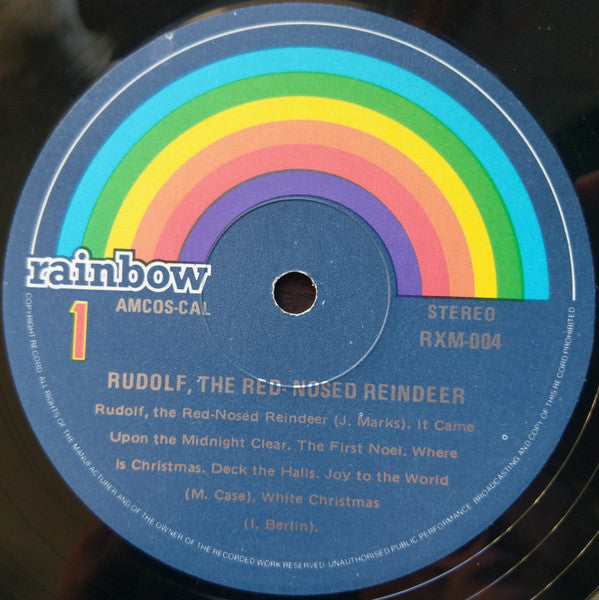 rainbow
1
AMCOS-CAL
STEREO
RXM-004
RUDOLF, THE RED-NOSED REINDEER
Rudolf, the Red-Nosed Reindeer (J. Marks). It Came
Upon the Midnight Clear. The First Noel. Where
is Christmas. Deck the Halls. Joy to the World
(M. Case). White Christmas
(I. Berlin).
COPYRIGHT RECORD. ALL RIGHTS OF THE MANUFACTURER AND OF THE OWNER OF THE RECORDED WORK RESERVED. UNAUTHORISED PUBLIC PERFORMANCE, BROADCASTING AND COPY OF THIS RECORD PROHIBITED